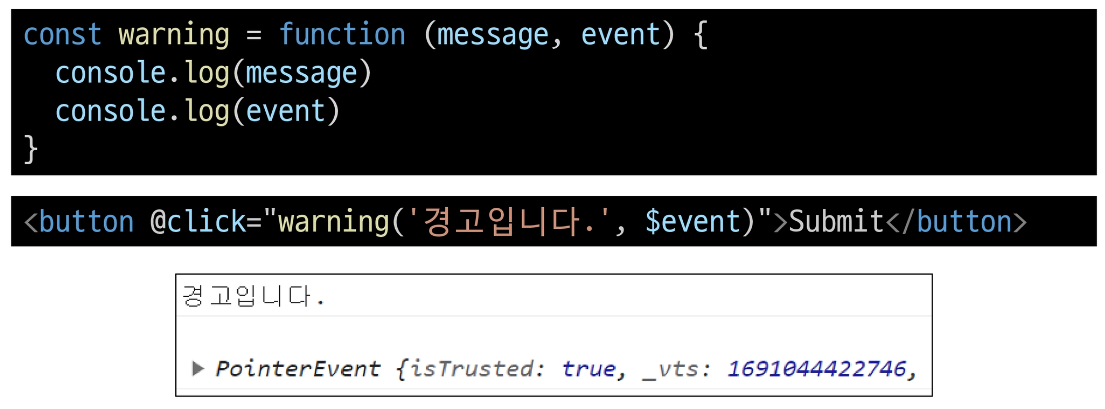 const warning = function (message, event) {
  console.log(message)
  console.log(event)
}
<button @click="warning('경고입니다.', $event)">Submit</button>
경고입니다.
▶ PointerEvent {isTrusted: true, _vts: 1691044422746,